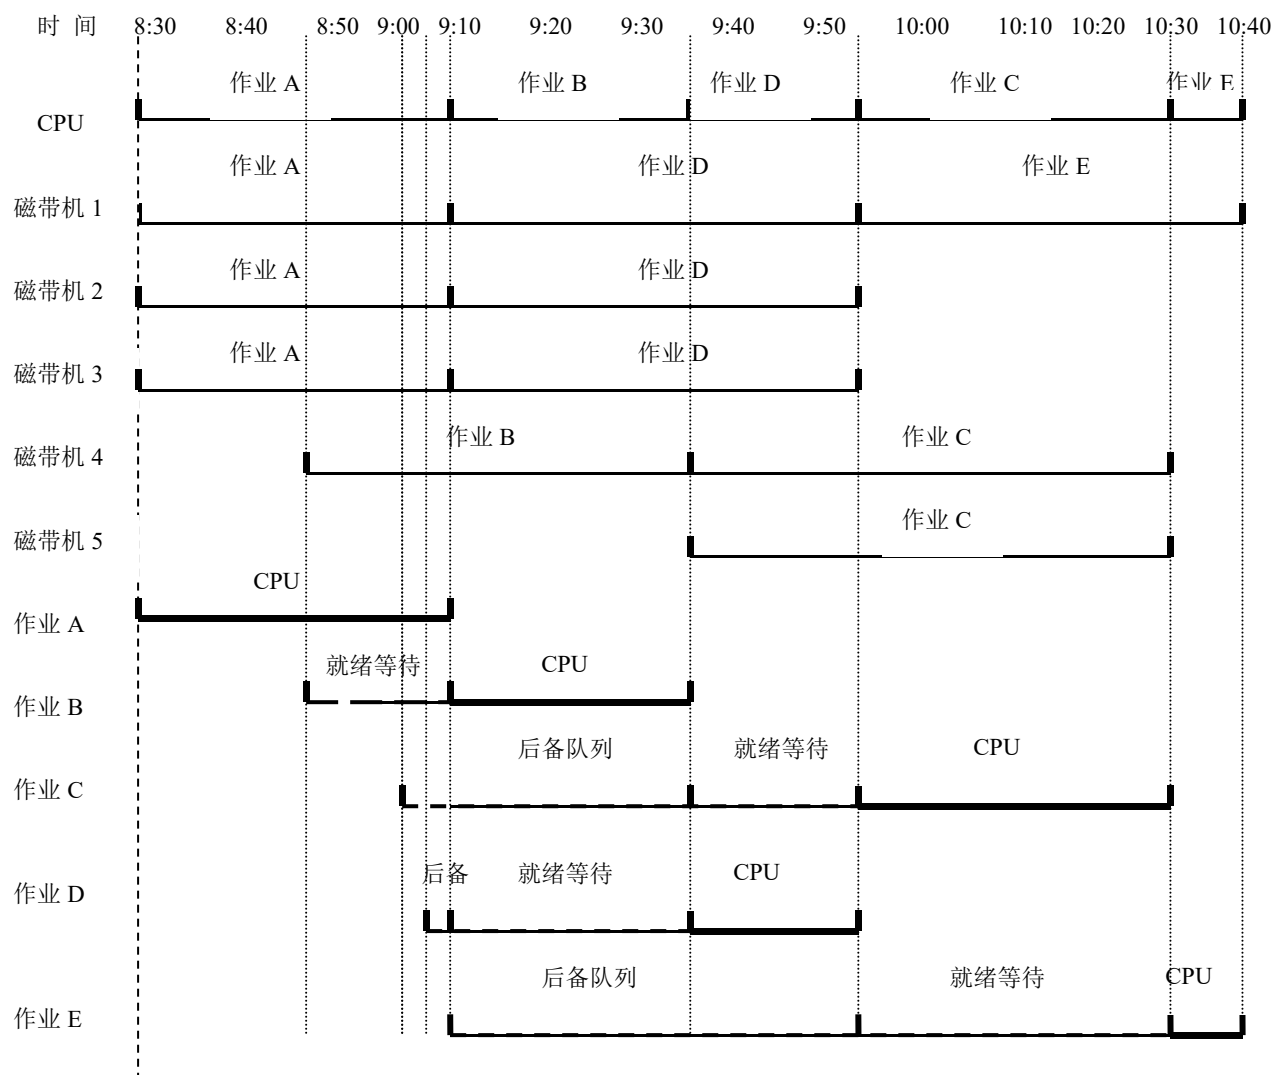 时 间 8:30 8:40 8:50 9:00 9:10 9:20 9:30 9:40 9:50 10:00 10:10 10:20 10:30 10:40
作业 A 作业 B 作业 D 作业 C 作业 E
CPU
作业 A 作业 D 作业 E
磁带机 1
作业 A 作业 D
磁带机 2
作业 A 作业 D
磁带机 3
作业 B 作业 C
磁带机 4
作业 C
磁带机 5
CPU
作业 A
就绪等待 CPU
作业 B
后备队列 就绪等待 CPU
作业 C
后备 就绪等待 CPU
作业 D
后备队列 就绪等待 CPU
作业 E